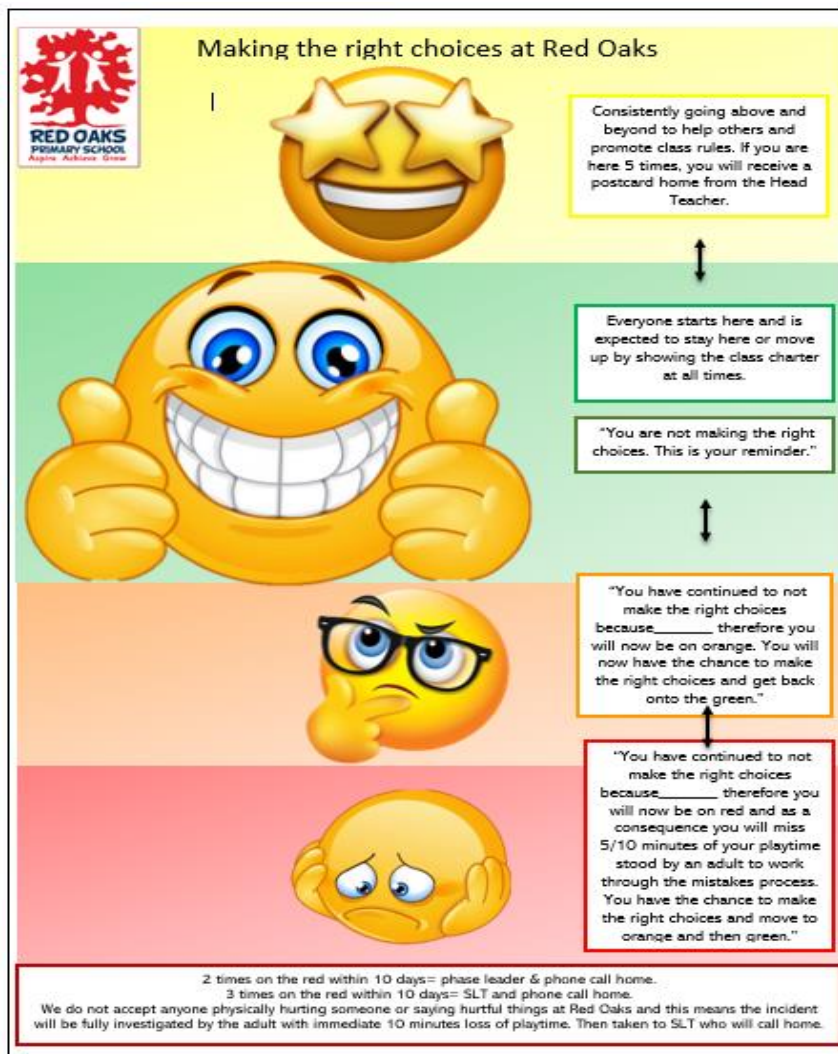 Making the right choices at Red Oaks
RED OAKS
PRIMARY SCHOOL
Aspire Achieve Grow
Consistently going above and
beyond to help others and
promote class rules. If you are
here 5 times, you will receive a
postcard home from the Head
Teacher.
Everyone starts here and is
expected to stay here or move
up by showing the class charter
at all times.
“You are not making the right
choices. This is your reminder.”
“You have continued to not
make the right choices
because______ therefore you
will now be on orange. You will
now have the chance to make
the right choices and get back
onto the green.”
“You have continued to not
make the right choices
because______ therefore you
will now be on red and as a
consequence you will miss
5/10 minutes of your playtime
stood by an adult to work
through the mistakes process.
You have the chance to make
the right choices and move to
orange and then green.”
2 times on the red within 10 days= phase leader & phone call home.
3 times on the red within 10 days= SLT and phone call home.
We do not accept anyone physically hurting someone or saying hurtful things at Red Oaks and this means the incident
will be fully investigated by the adult with immediate 10 minutes loss of playtime. Then taken to SLT who will call home.